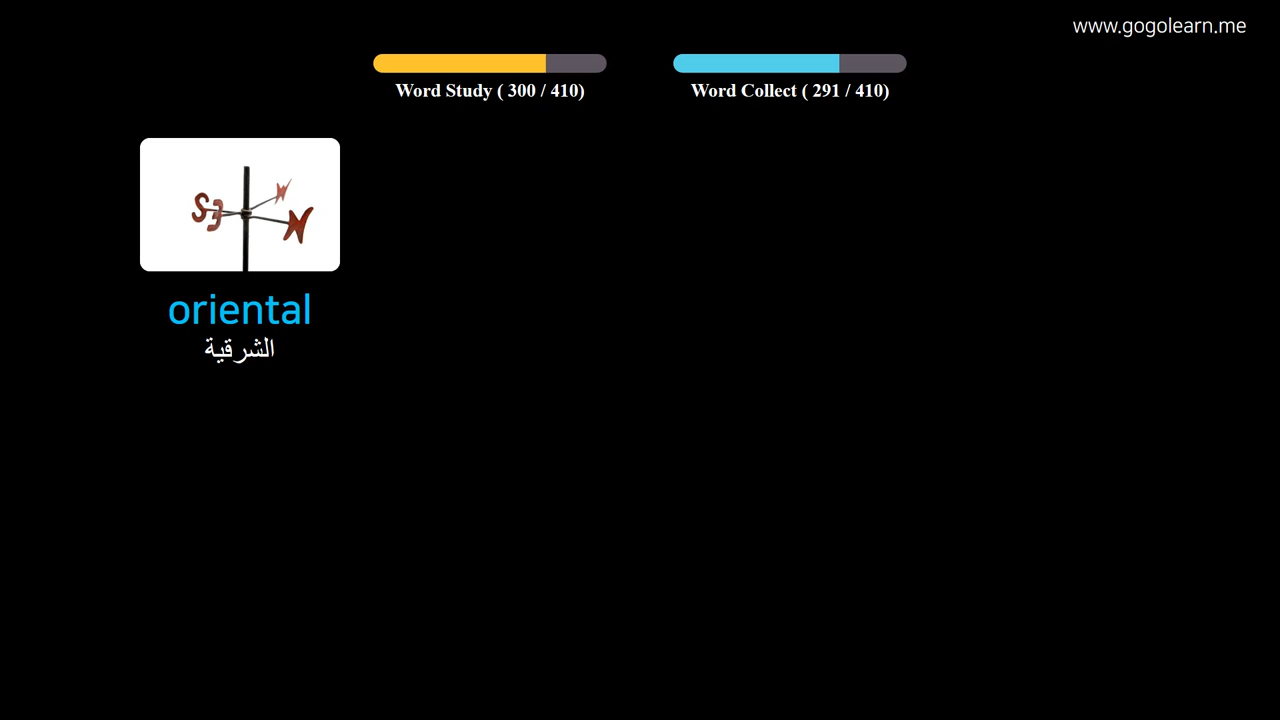 www.gogolearn.me
Word Study ( 300 / 410)
Word Collect ( 291 / 410)
oriental
الشرقية